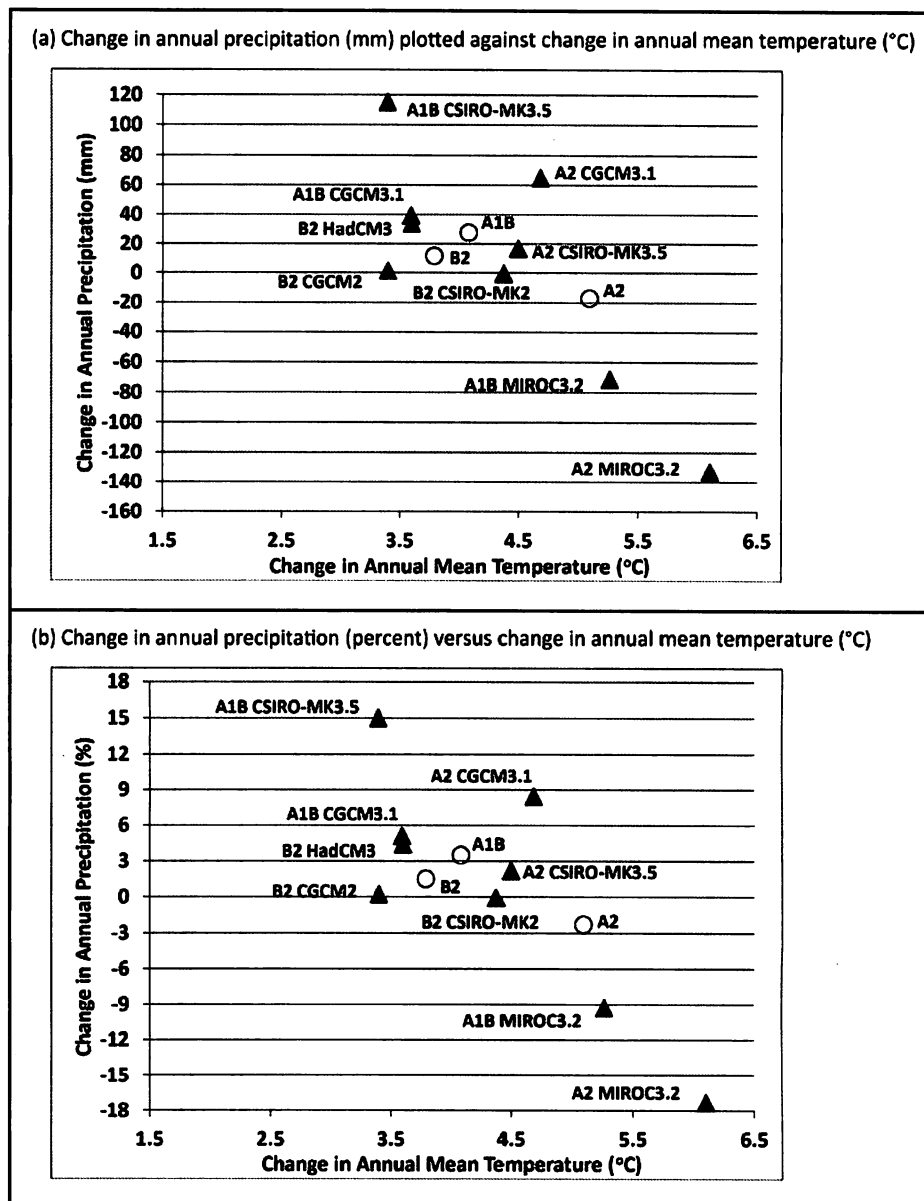 (a) Change in annual precipitation (mm) plotted against change in annual mean temperature (°C)
120
100
80
60
40
20
0
-20
-40
-60
-80
-100
-120
-140
-160
Change in Annual Precipitation (mm)
A1B CSIRO-MK3.5
A2 CGCM3.1
A1B CGCM3.1
B2 HadCM3
A1B
B2
A2 CSIRO-MK3.5
B2 CGCM2
B2 CSIRO-MK2
A2
A1B MIROC3.2
A2 MIROC3.2
1.5 2.5 3.5 4.5 5.5 6.5
Change in Annual Mean Temperature (°C)
(b) Change in annual precipitation (percent) versus change in annual mean temperature (°C)
18
15
12
9
6
3
0
-3
-6
-9
-12
-15
-18
Change in Annual Precipitation (%)
A1B CSIRO-MK3.5
A2 CGCM3.1
A1B CGCM3.1
B2 HadCM3
A1B
B2
A2 CSIRO-MK3.5
B2 CGCM2
B2 CSIRO-MK2
A2
A1B MIROC3.2
A2 MIROC3.2
1.5 2.5 3.5 4.5 5.5 6.5
Change in Annual Mean Temperature (°C)